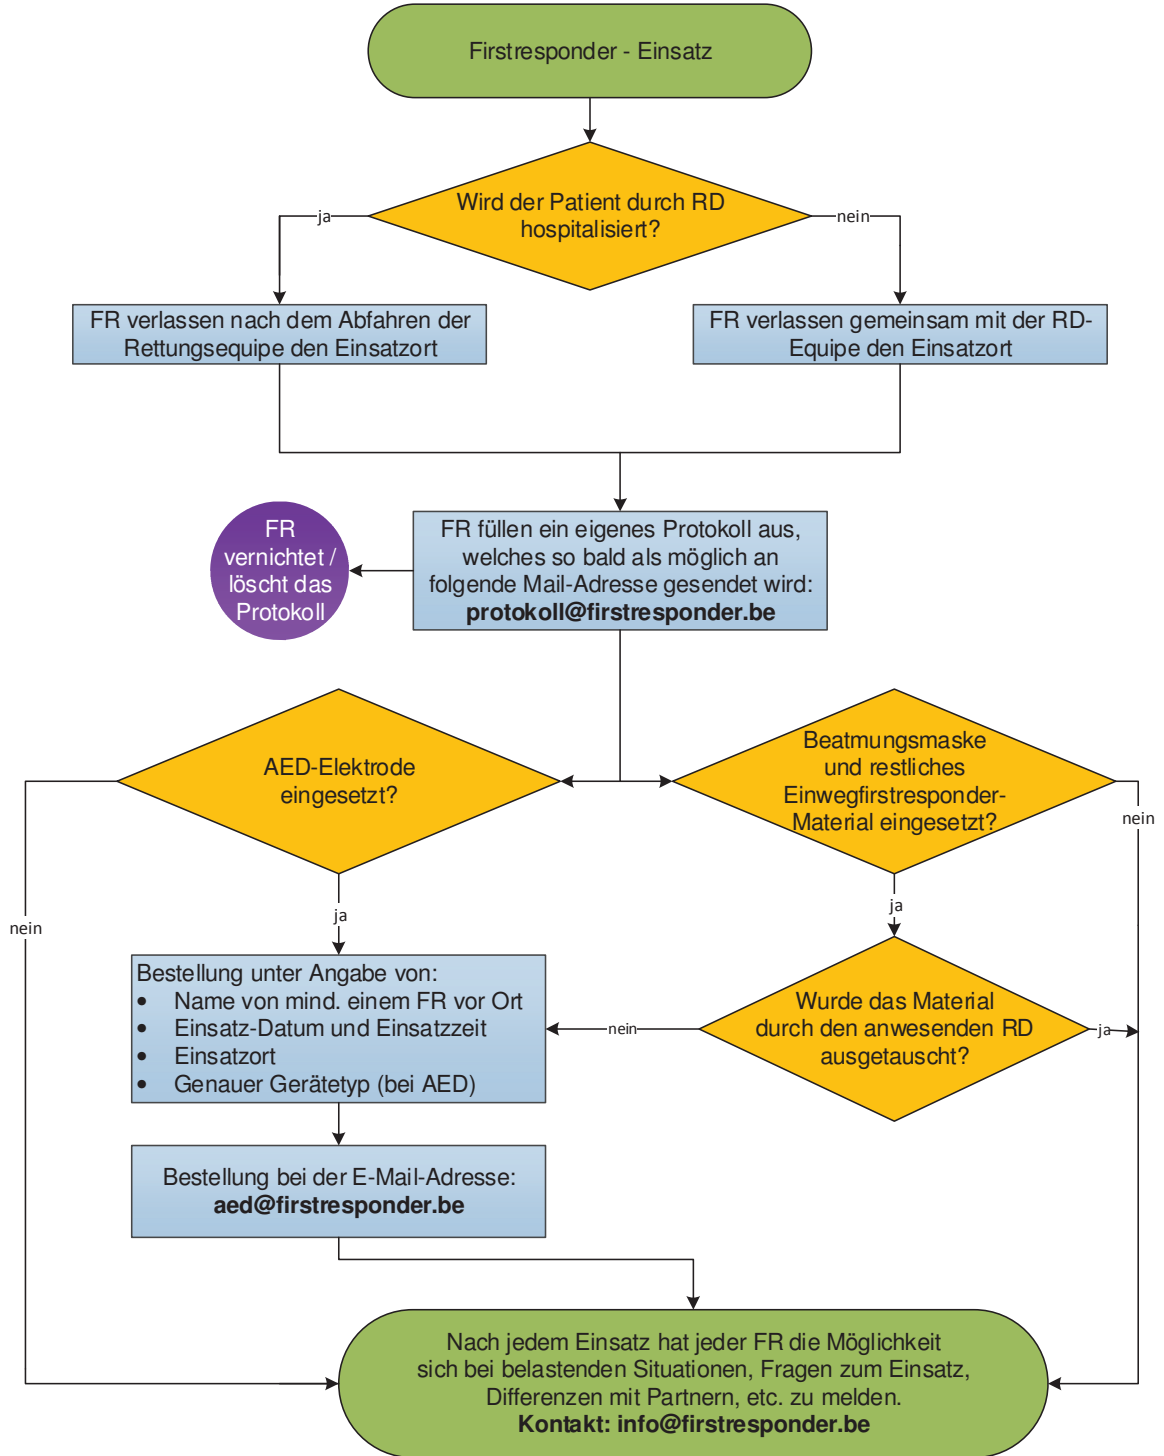 Firstresponder - Einsatz
Wird der Patient durch RD
hospitalisiert?
ja
nein
FR verlassen nach dem Abfahren der
Rettungsequipe den Einsatzort
FR verlassen gemeinsam mit der RD-
Equipe den Einsatzort
FR
vernichtet /
löscht das
Protokoll
FR füllen ein eigenes Protokoll aus,
welches so bald als möglich an
folgende Mail-Adresse gesendet wird:
protokoll@firstresponder.be
AED-Elektrode
eingesetzt?
Beatmungsmaske
und restliches
Einwegfirstresponder-
Material eingesetzt?
nein
nein
ja
ja
Bestellung unter Angabe von:
• Name von mind. einem FR vor Ort
• Einsatz-Datum und Einsatzzeit
• Einsatzort
• Genauer Gerätetyp (bei AED)
nein
Wurde das Material
durch den anwesenden RD
ausgetauscht?
ja
Bestellung bei der E-Mail-Adresse:
aed@firstresponder.be
Nach jedem Einsatz hat jeder FR die Möglichkeit
sich bei belastenden Situationen, Fragen zum Einsatz,
Differenzen mit Partnern, etc. zu melden.
Kontakt: info@firstresponder.be